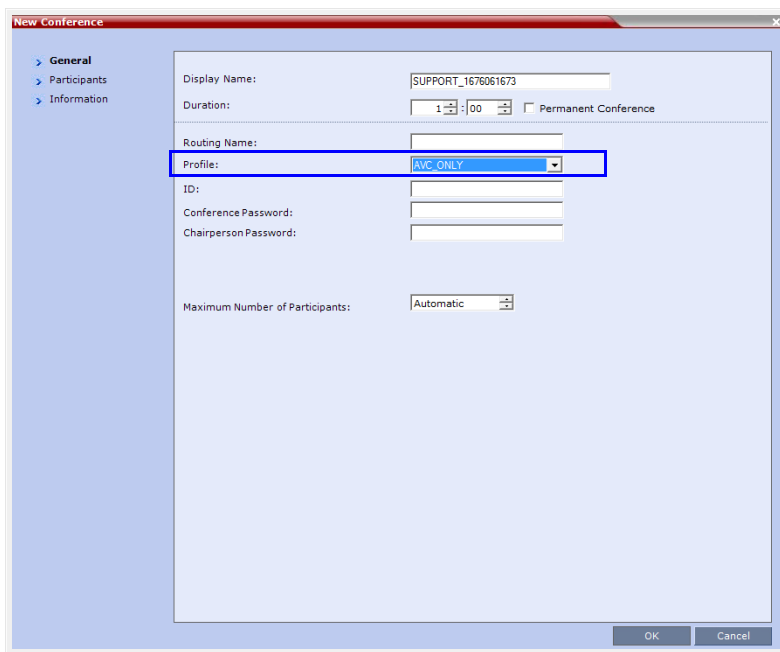 New Conference
General
Participants
Information
Display Name: SUPPORT_1676061673
Duration: 1 : 00 Permanent Conference
Routing Name:
Profile: AVC_ONLY
ID:
Conference Password:
Chairperson Password:
Maximum Number of Participants: Automatic
OK Cancel